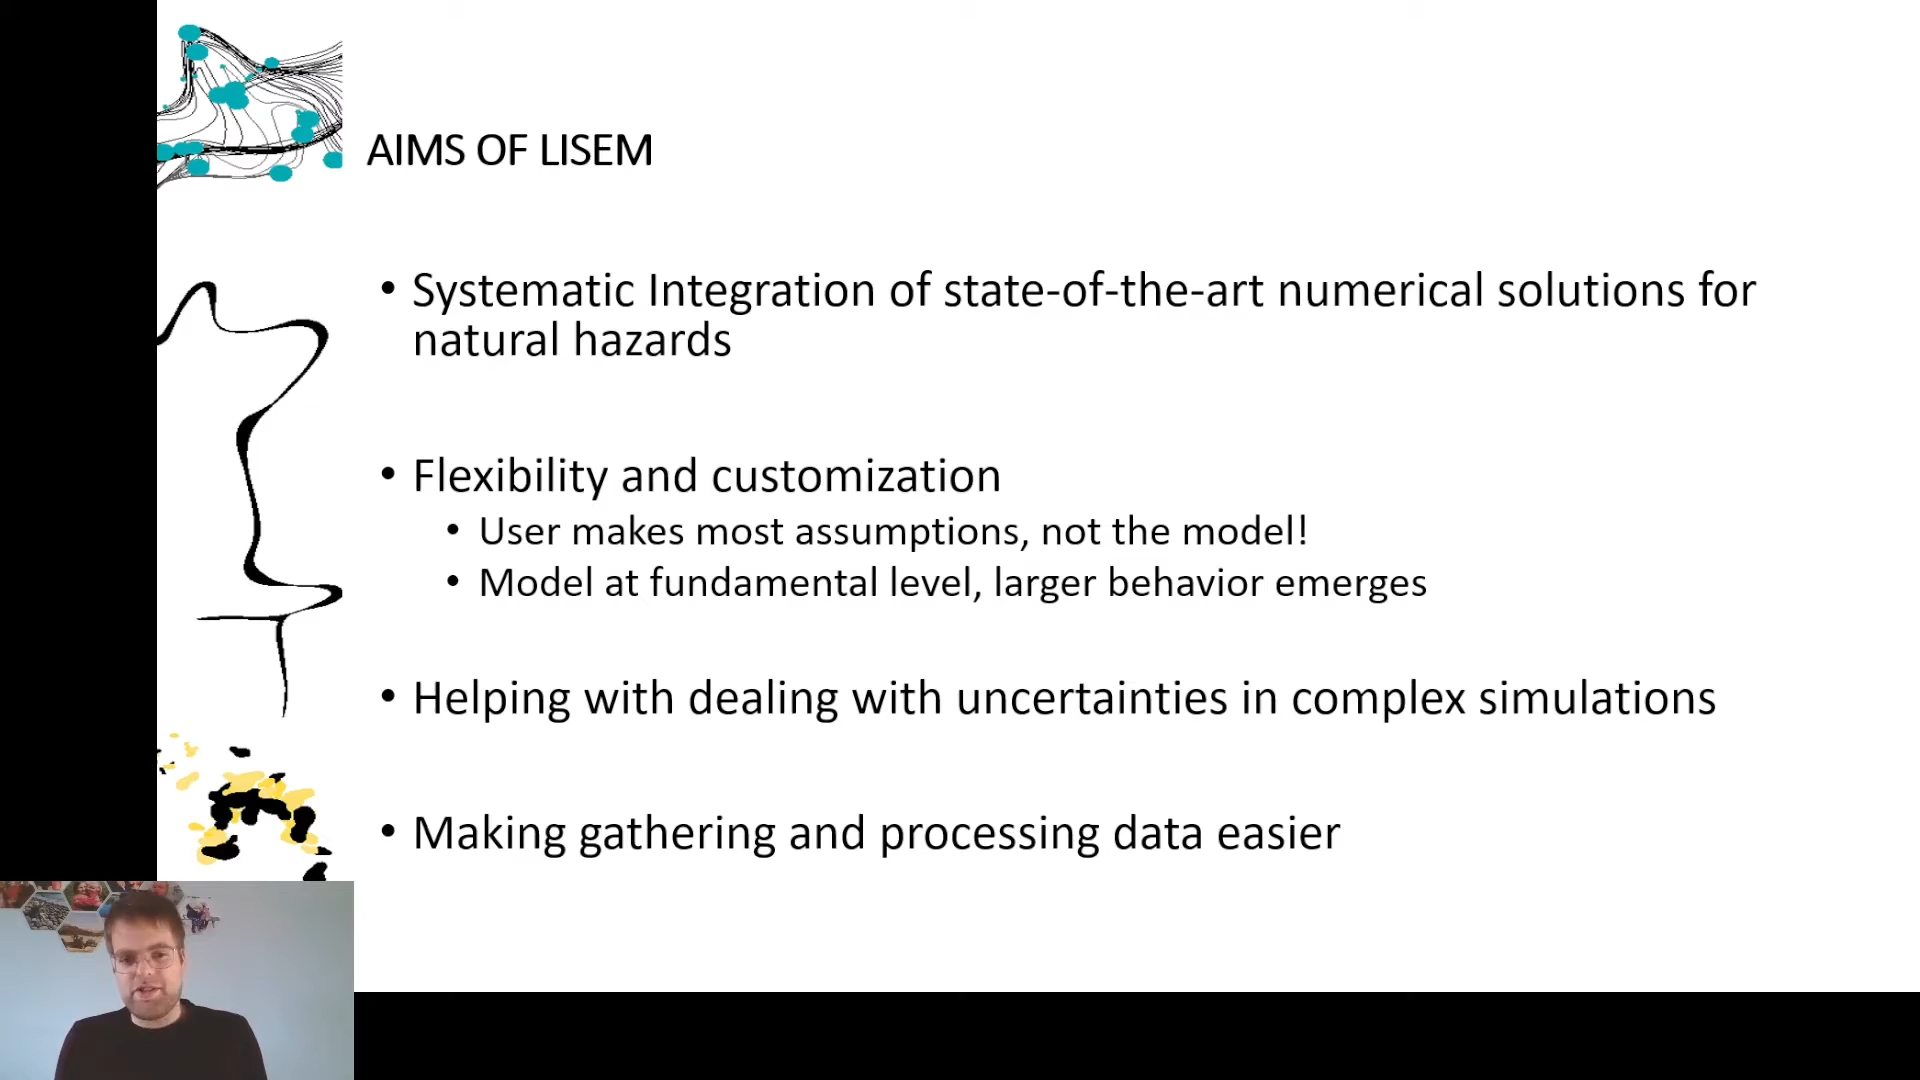 AIMS OF LISEM
• Systematic Integration of state-of-the-art numerical solutions for
natural hazards
• Flexibility and customization
• User makes most assumptions, not the model!
• Model at fundamental level, larger behavior emerges
• Helping with dealing with uncertainties in complex simulations
• Making gathering and processing data easier